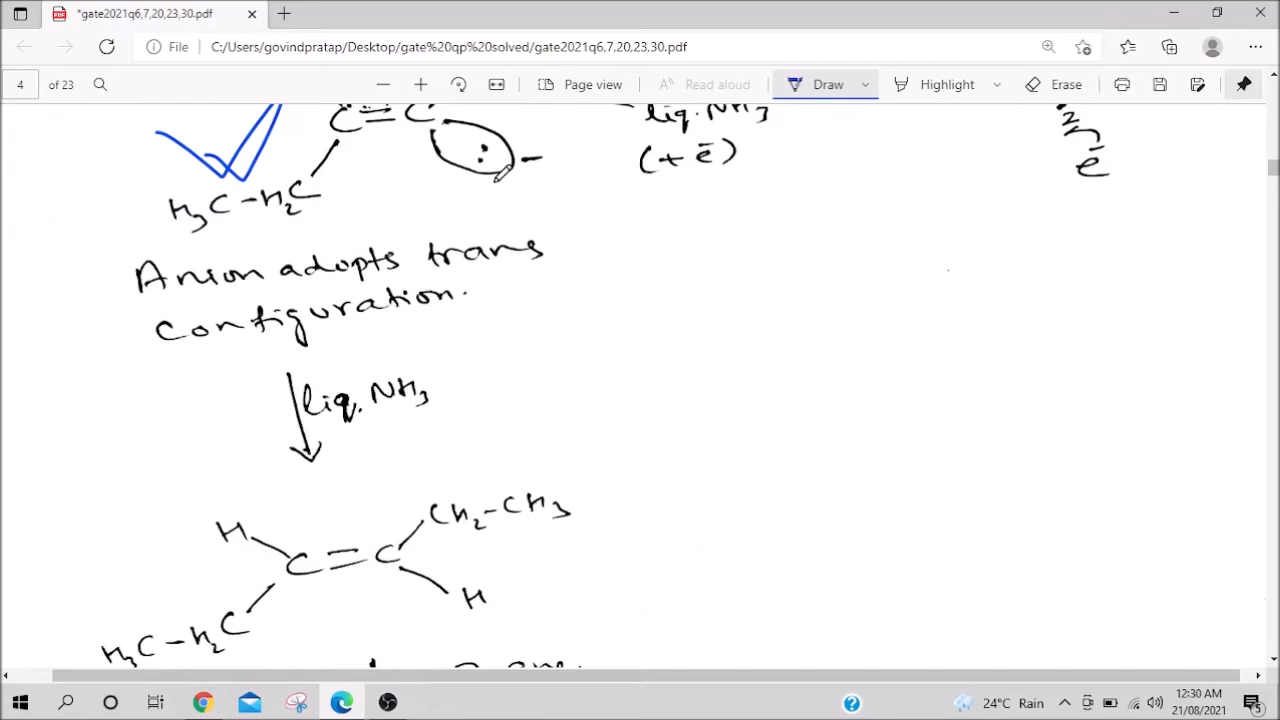 *gate2021q6,7,20,23,30.pdf
File C:/Users/govindpratap/Desktop/gate%20qp%20solved/gate2021q6,7,20,23,30.pdf
4 of 23 Page view Read aloud Draw Highlight Erase
C=C
liq. NH3
(+ e̅)
e̅
H3C-H2C
Anion adopts trans
configuration.
liq. NH3
H
CH2-CH3
C=C
H
H3C-H2C
12:30 AM
24°C Rain
21/08/2021
5